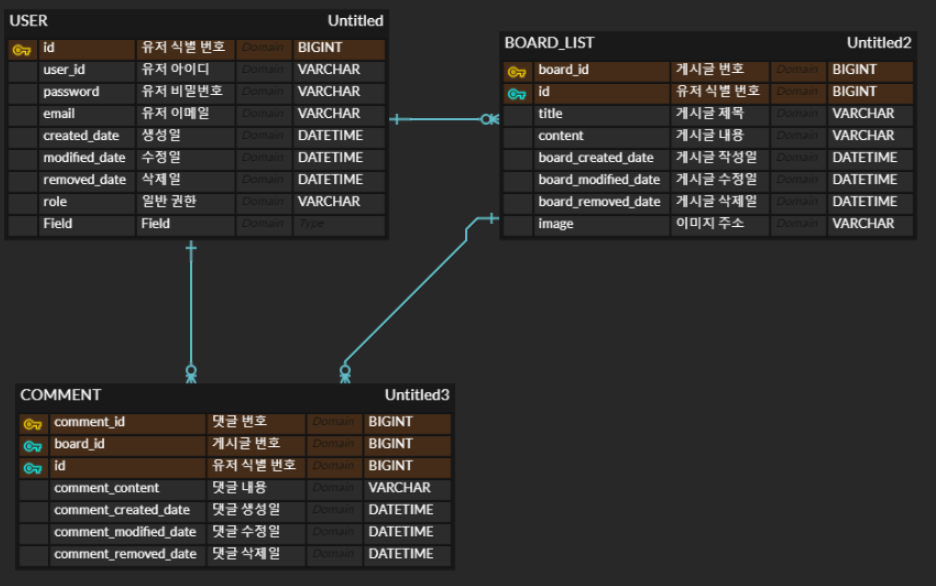 USER Untitled
id 유저 식별 번호 Domain BIGINT
user_id 유저 아이디 Domain VARCHAR
password 유저 비밀번호 Domain VARCHAR
email 유저 이메일 Domain VARCHAR
created_date 생성일 Domain DATETIME
modified_date 수정일 Domain DATETIME
removed_date 삭제일 Domain DATETIME
role 일반 권한 Domain VARCHAR
Field Field Domain Type
BOARD_LIST Untitled2
board_id 게시글 번호 Domain BIGINT
id 유저 식별 번호 Domain BIGINT
title 게시글 제목 Domain VARCHAR
content 게시글 내용 Domain VARCHAR
board_created_date 게시글 작성일 Domain DATETIME
board_modified_date 게시글 수정일 Domain DATETIME
board_removed_date 게시글 삭제일 Domain DATETIME
image 이미지 주소 Domain VARCHAR
COMMENT Untitled3
comment_id 댓글 번호 Domain BIGINT
board_id 게시글 번호 Domain BIGINT
id 유저 식별 번호 Domain BIGINT
comment_content 댓글 내용 Domain VARCHAR
comment_created_date 댓글 생성일 Domain DATETIME
comment_modified_date 댓글 수정일 Domain DATETIME
comment_removed_date 댓글 삭제일 Domain DATETIME